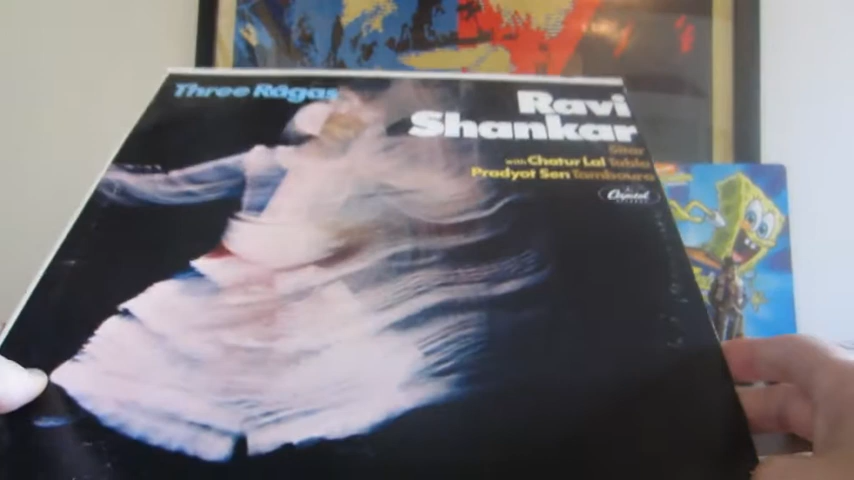 Three Rāgas
Ravi
Shankar
Sitar
with Chatur Lal Tabla
Pradyot Sen Tamboura
Capitol